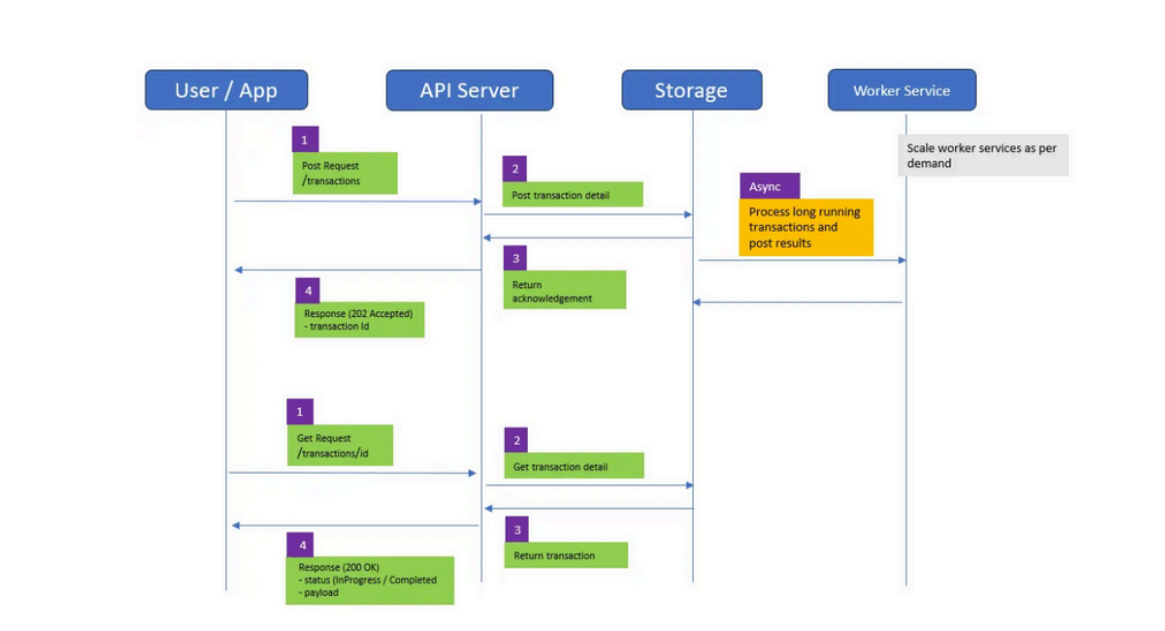 User / App
API Server
Storage
Worker Service
Scale worker services as per
demand
1
Post Request
/transactions
2
Post transaction detail
Async
Process long running
transactions and
post results
3
Return
acknowledgement
4
Response (202 Accepted)
- transaction Id
1
Get Request
/transactions/id
2
Get transaction detail
3
Return transaction
4
Response (200 OK)
- status (InProgress / Completed
- payload